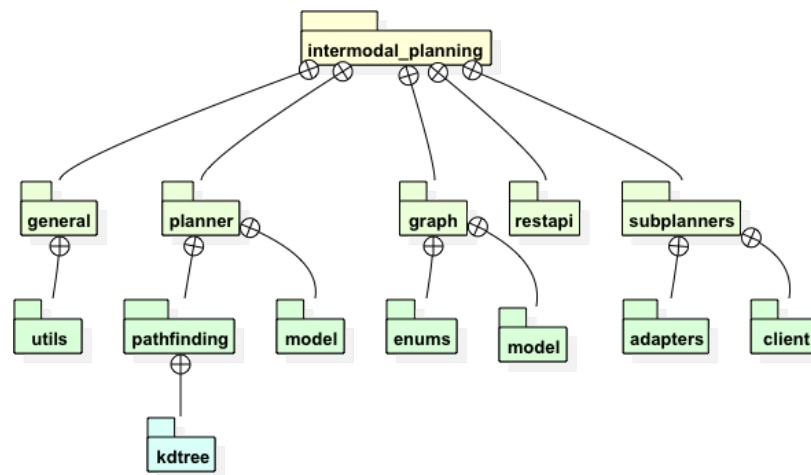 intermodal_planning
general
planner
graph
restapi
subplanners
utils
pathfinding
model
enums
model
adapters
client
kdtree